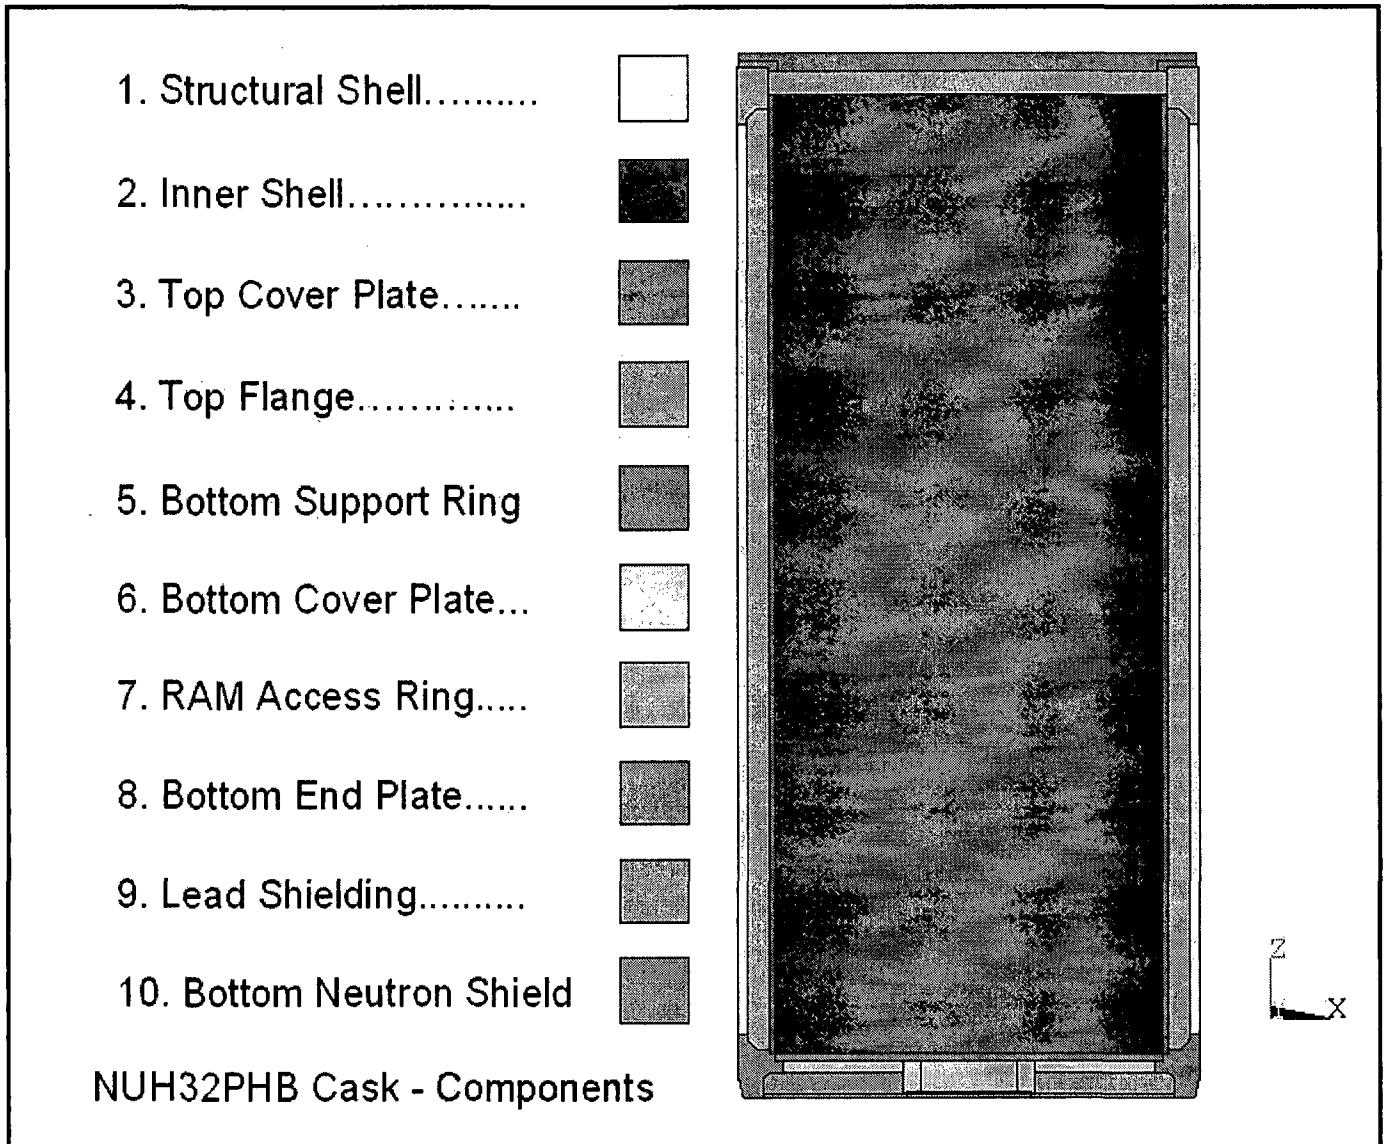 1. Structural Shell..........
2. Inner Shell...............
3. Top Cover Plate.......
4. Top Flange.............
5. Bottom Support Ring
6. Bottom Cover Plate...
7. RAM Access Ring.....
8. Bottom End Plate......
9. Lead Shielding..........
10. Bottom Neutron Shield
NUH32PHB Cask - Components
Z
X